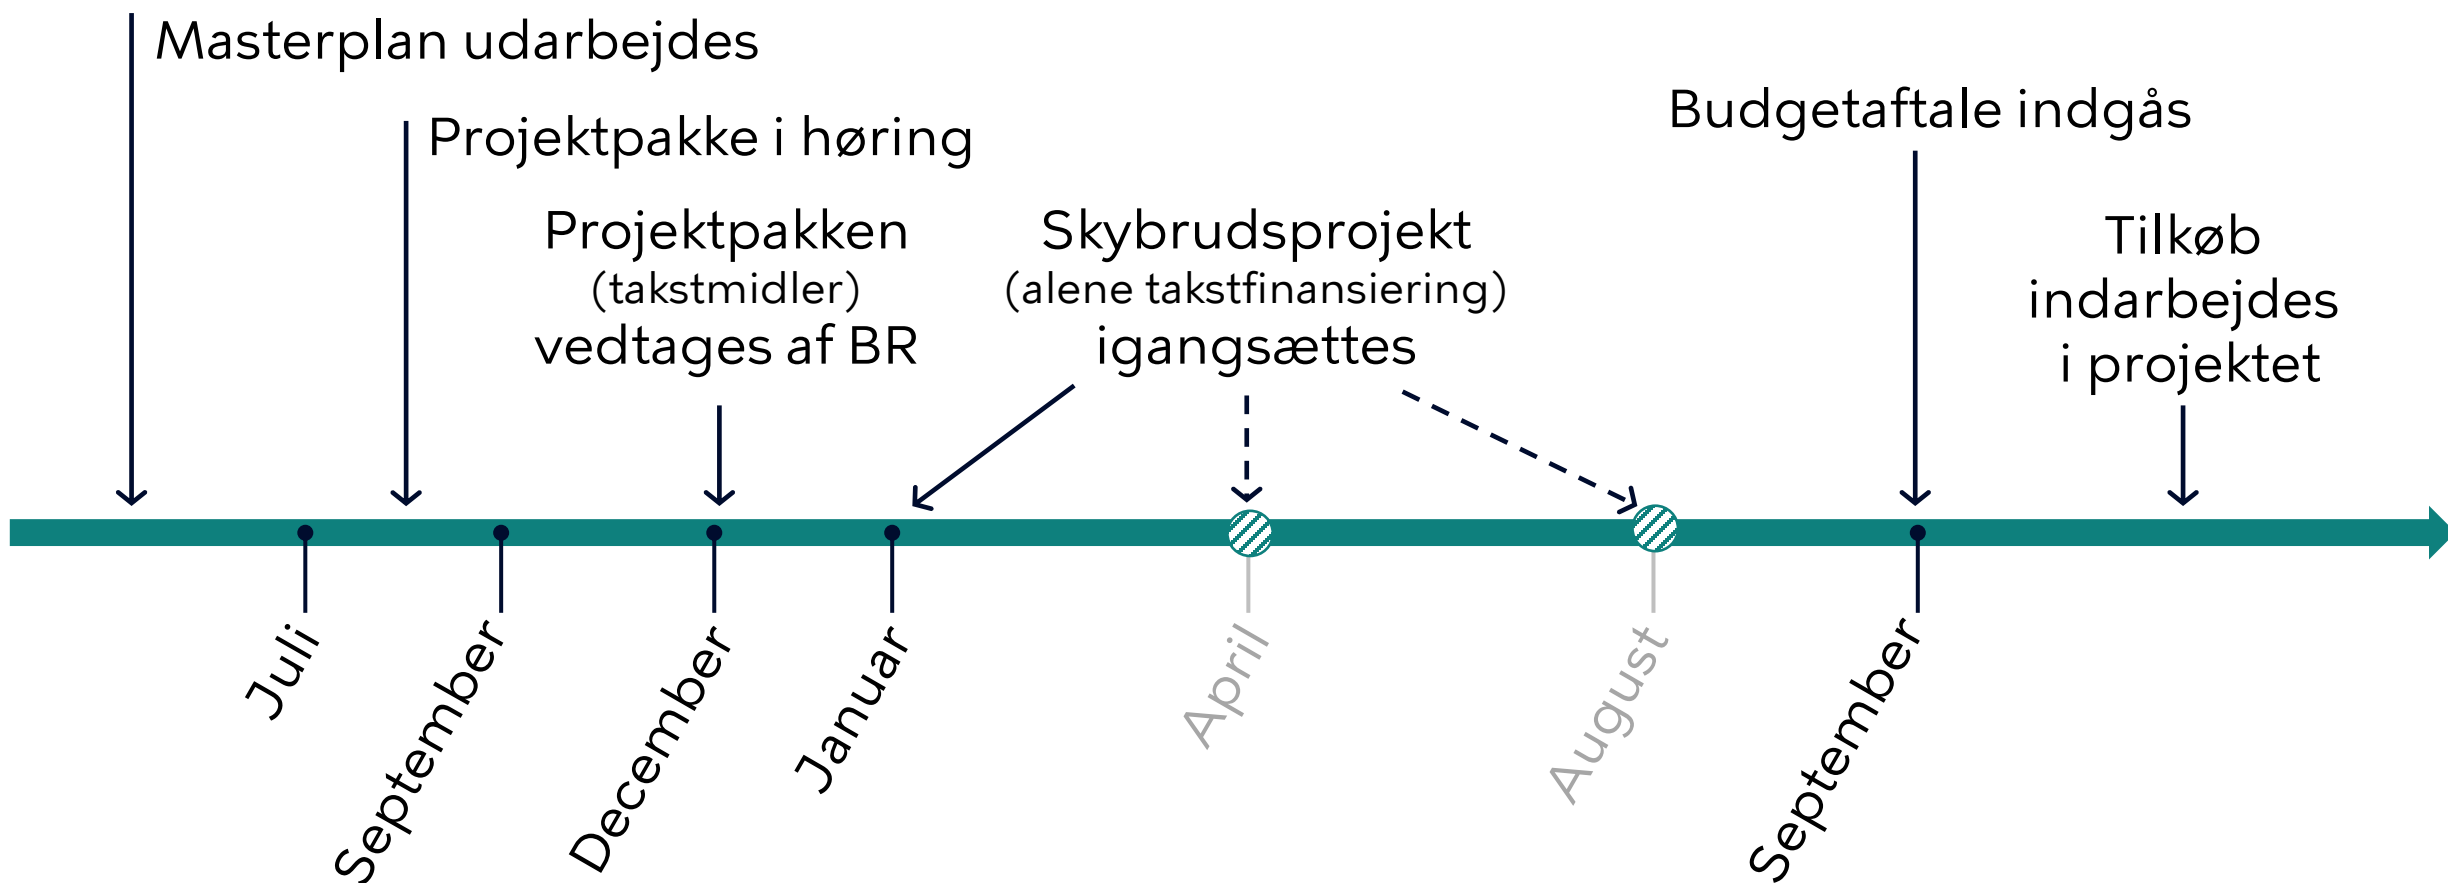 Masterplan udarbejdes
Projektpakke i høring
Projektpakken
(takstmidler)
vedtages af BR
Skybrudsprojekt
(alene takstfinansiering)
igangsættes
Budgetaftale indgås
Tilkøb
indarbejdes
i projektet
Juli
September
December
Januar
April
August
September